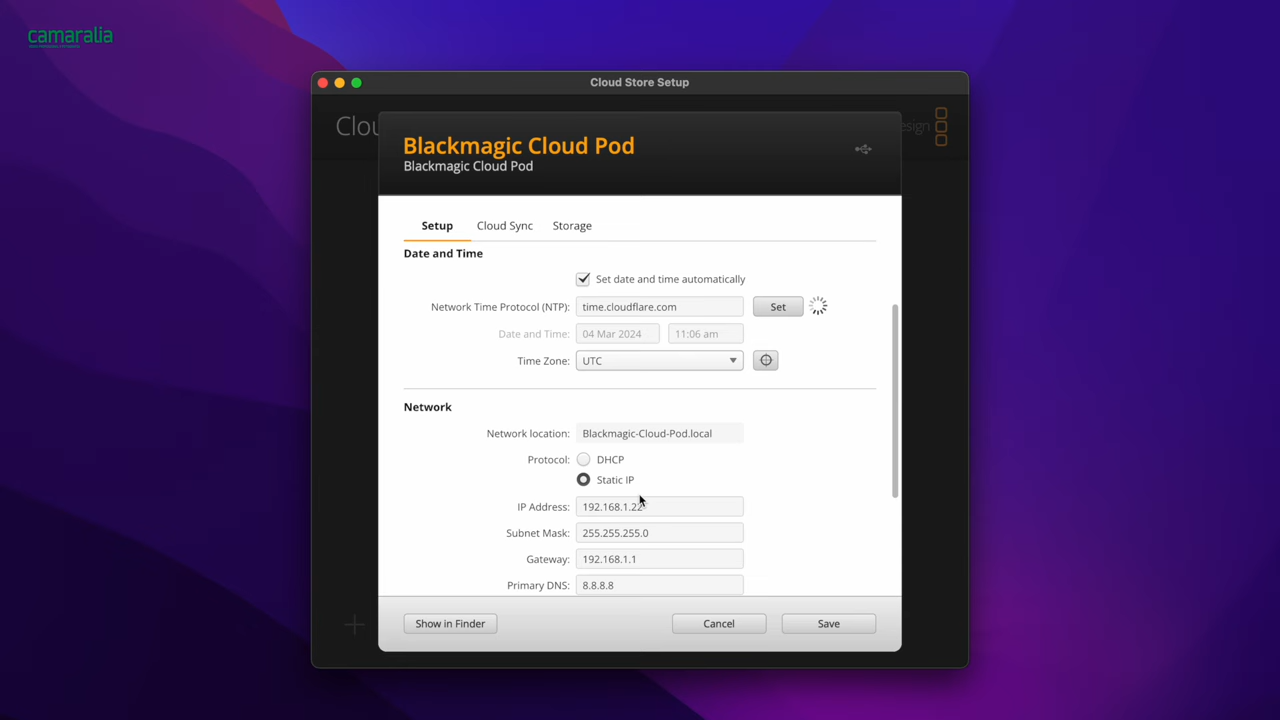 camaralia
Cloud Store Setup
Clou
esign
Blackmagic Cloud Pod
Blackmagic Cloud Pod
Setup Cloud Sync Storage
Date and Time
Set date and time automatically
Network Time Protocol (NTP): time.cloudflare.com Set
Date and Time: 04 Mar 2024 11:06 am
Time Zone: UTC
Network
Network location: Blackmagic-Cloud-Pod.local
Protocol: DHCP
Static IP
IP Address: 192.168.1.22
Subnet Mask: 255.255.255.0
Gateway: 192.168.1.1
Primary DNS: 8.8.8.8
Show in Finder Cancel Save